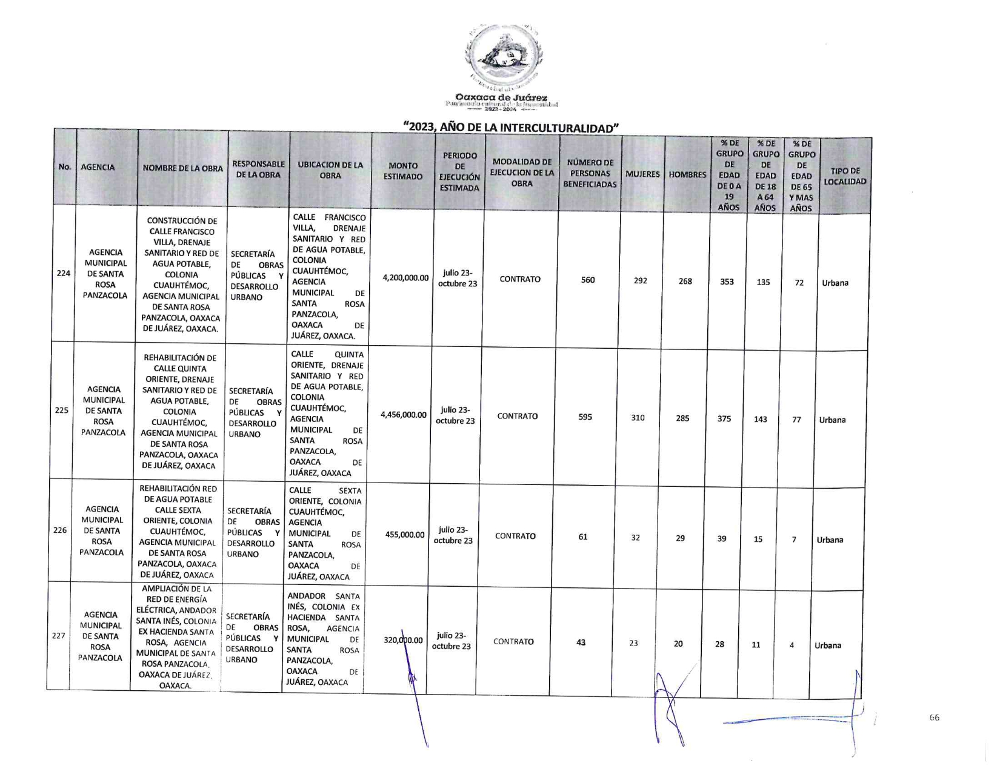 Oaxaca de Juárez
Patrimonio cultural de la humanidad
2022 - 2024
“2023, AÑO DE LA INTERCULTURALIDAD”
No.
AGENCIA
NOMBRE DE LA OBRA
RESPONSABLE
DE LA OBRA
UBICACION DE LA
OBRA
MONTO
ESTIMADO
PERIODO
DE
EJECUCIÓN
ESTIMADA
MODALIDAD DE
EJECUCION DE LA
OBRA
NÚMERO DE
PERSONAS
BENEFICIADAS
MUJERES
HOMBRES
% DE
GRUPO
DE
EDAD
DE 0 A
19
AÑOS
% DE
GRUPO
DE
EDAD
DE 18
A 64
AÑOS
% DE
GRUPO
DE
EDAD
DE 65
Y MAS
AÑOS
TIPO DE
LOCALIDAD
224
AGENCIA
MUNICIPAL
DE SANTA
ROSA
PANZACOLA
CONSTRUCCIÓN DE
CALLE FRANCISCO
VILLA, DRENAJE
SANITARIO Y RED DE
AGUA POTABLE,
COLONIA
CUAUHTÉMOC,
AGENCIA MUNICIPAL
DE SANTA ROSA
PANZACOLA, OAXACA
DE JUÁREZ, OAXACA.
SECRETARÍA
DE OBRAS
PÚBLICAS Y
DESARROLLO
URBANO
CALLE FRANCISCO
VILLA, DRENAJE
SANITARIO Y RED
DE AGUA POTABLE,
COLONIA
CUAUHTÉMOC,
AGENCIA
MUNICIPAL DE
SANTA ROSA
PANZACOLA,
OAXACA DE
JUÁREZ, OAXACA.
4,200,000.00
julio 23-
octubre 23
CONTRATO
560
292
268
353
135
72
Urbana
225
AGENCIA
MUNICIPAL
DE SANTA
ROSA
PANZACOLA
REHABILITACIÓN DE
CALLE QUINTA
ORIENTE, DRENAJE
SANITARIO Y RED DE
AGUA POTABLE,
COLONIA
CUAUHTÉMOC,
AGENCIA MUNICIPAL
DE SANTA ROSA
PANZACOLA, OAXACA
DE JUÁREZ, OAXACA
SECRETARÍA
DE OBRAS
PÚBLICAS Y
DESARROLLO
URBANO
CALLE QUINTA
ORIENTE, DRENAJE
SANITARIO Y RED
DE AGUA POTABLE,
COLONIA
CUAUHTÉMOC,
AGENCIA
MUNICIPAL DE
SANTA ROSA
PANZACOLA,
OAXACA DE
JUÁREZ, OAXACA
4,456,000.00
julio 23-
octubre 23
CONTRATO
595
310
285
375
143
77
Urbana
226
AGENCIA
MUNICIPAL
DE SANTA
ROSA
PANZACOLA
REHABILITACIÓN RED
DE AGUA POTABLE
CALLE SEXTA
ORIENTE, COLONIA
CUAUHTÉMOC,
AGENCIA MUNICIPAL
DE SANTA ROSA
PANZACOLA, OAXACA
DE JUÁREZ, OAXACA
SECRETARÍA
DE OBRAS
PÚBLICAS Y
DESARROLLO
URBANO
CALLE SEXTA
ORIENTE, COLONIA
CUAUHTÉMOC,
AGENCIA
MUNICIPAL DE
SANTA ROSA
PANZACOLA,
OAXACA DE
JUÁREZ, OAXACA
455,000.00
julio 23-
octubre 23
CONTRATO
61
32
29
39
15
7
Urbana
227
AGENCIA
MUNICIPAL
DE SANTA
ROSA
PANZACOLA
AMPLIACIÓN DE LA
RED DE ENERGÍA
ELÉCTRICA, ANDADOR
SANTA INÉS, COLONIA
EX HACIENDA SANTA
ROSA, AGENCIA
MUNICIPAL DE SANTA
ROSA PANZACOLA,
OAXACA DE JUÁREZ,
OAXACA.
SECRETARÍA
DE OBRAS
PÚBLICAS Y
DESARROLLO
URBANO
ANDADOR SANTA
INÉS, COLONIA EX
HACIENDA SANTA
ROSA, AGENCIA
MUNICIPAL DE
SANTA ROSA
PANZACOLA,
OAXACA DE
JUÁREZ, OAXACA
320,000.00
julio 23-
octubre 23
CONTRATO
43
23
20
28
11
4
Urbana
66